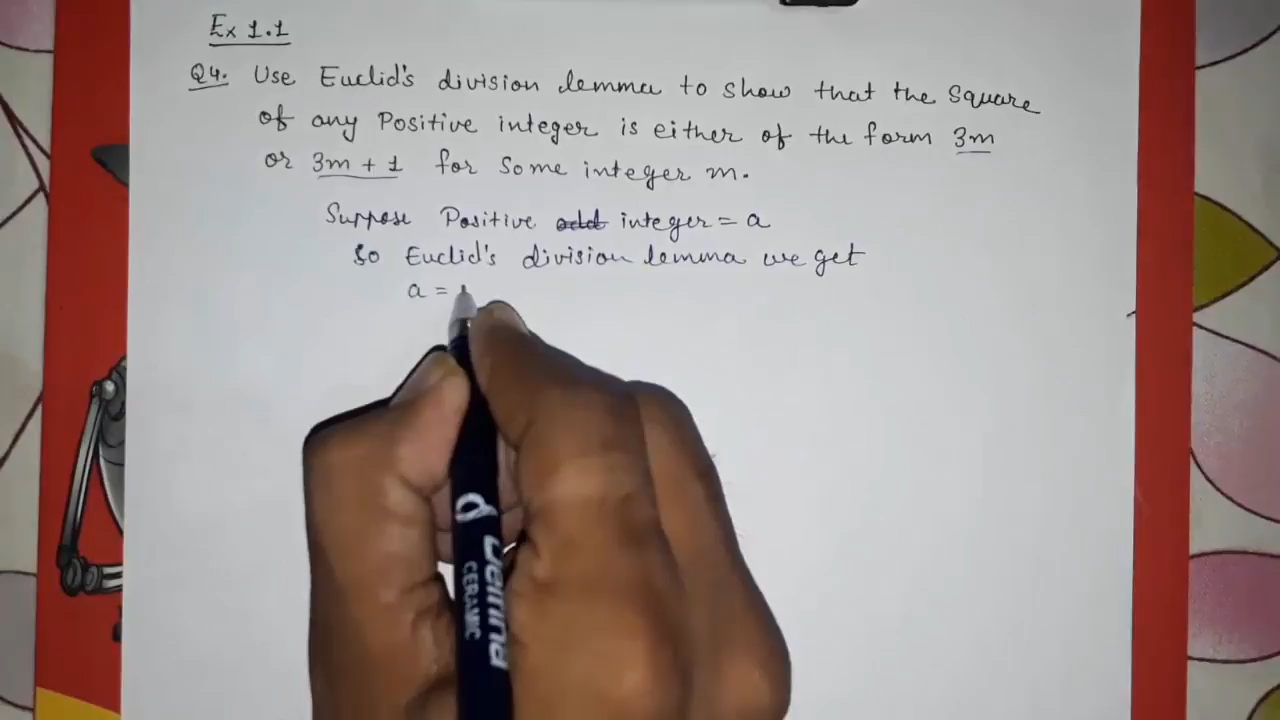 Ex 1.1
Q4. Use Euclid's division lemma to show that the square
of any Positive integer is either of the form 3m
or 3m + 1 for some integer m.
Suppose Positive odd integer = a
So Euclid's division lemma we get
a =
CERAMIC